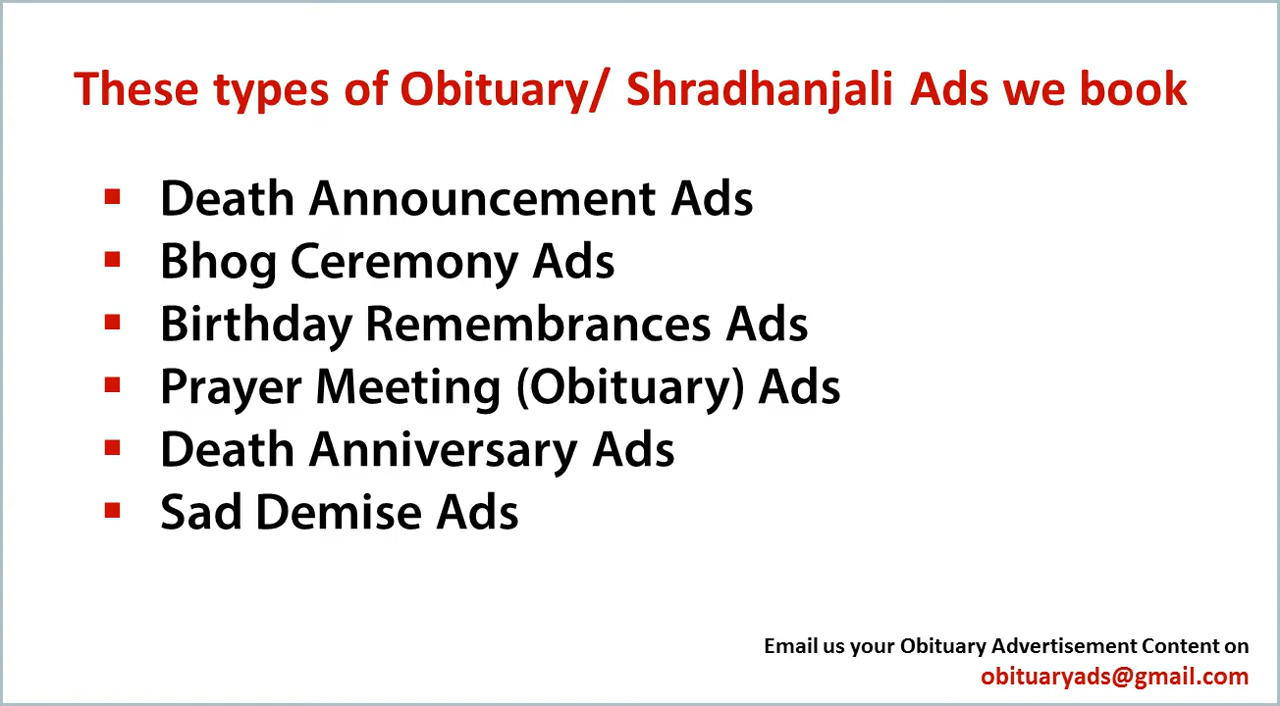 These types of Obituary/ Shradhanjali Ads we book
▪ Death Announcement Ads
▪ Bhog Ceremony Ads
▪ Birthday Remembrances Ads
▪ Prayer Meeting (Obituary) Ads
▪ Death Anniversary Ads
▪ Sad Demise Ads
Email us your Obituary Advertisement Content on
obituaryads@gmail.com